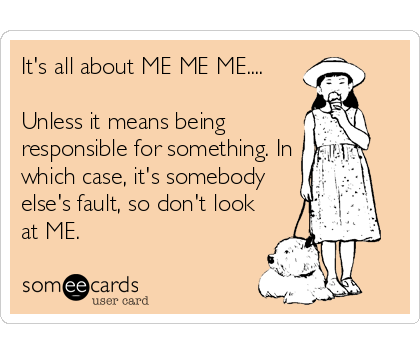 It's all about ME ME ME....
Unless it means being
responsible for something. In
which case, it's somebody
else's fault, so don't look
at ME.
someecards
user card